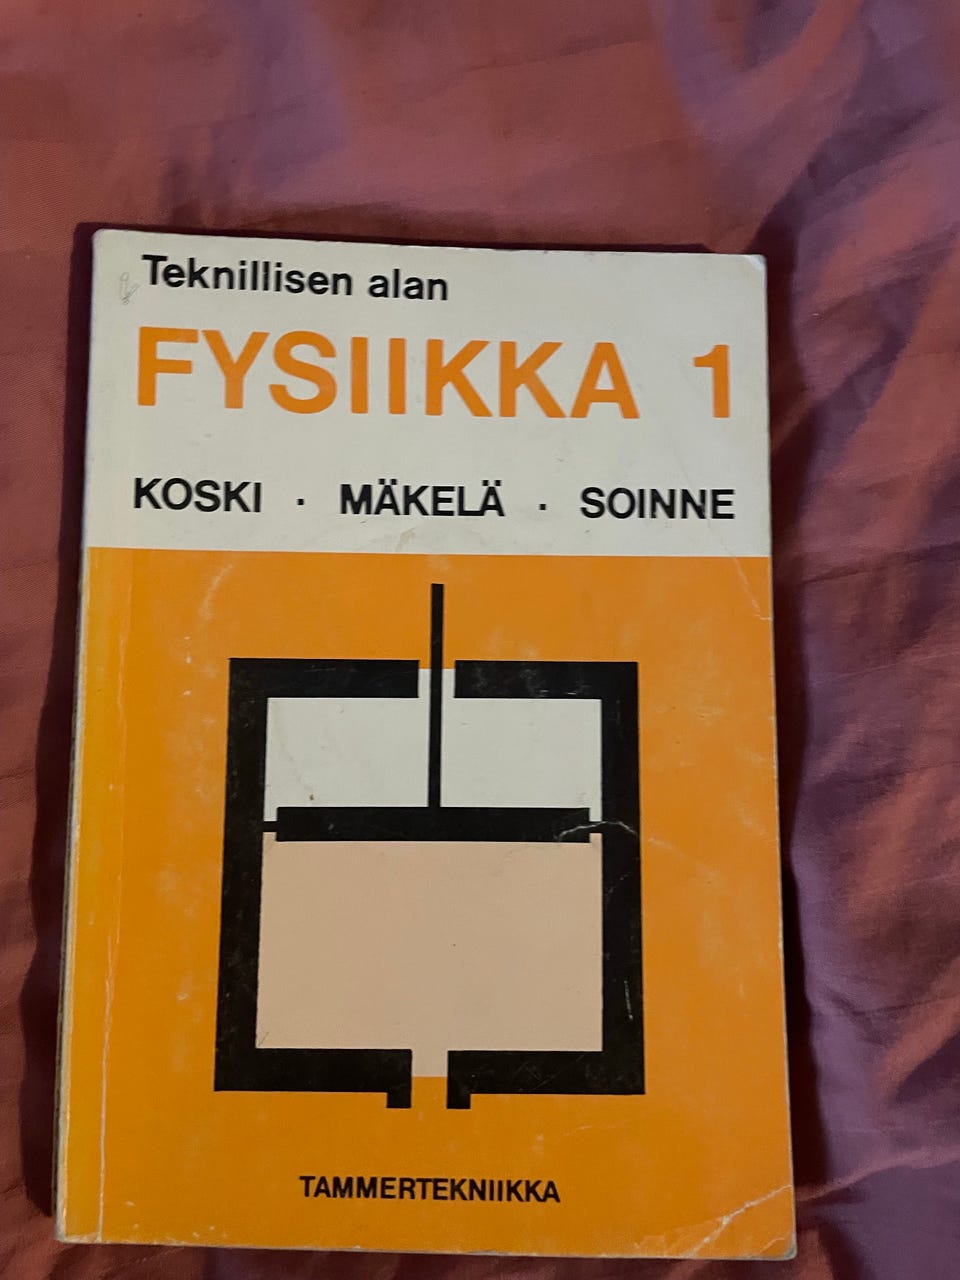 Teknillisen alan
FYSIIKKA 1
KOSKI · MÄKELÄ · SOINNE
TAMMERTEKNIIKKA